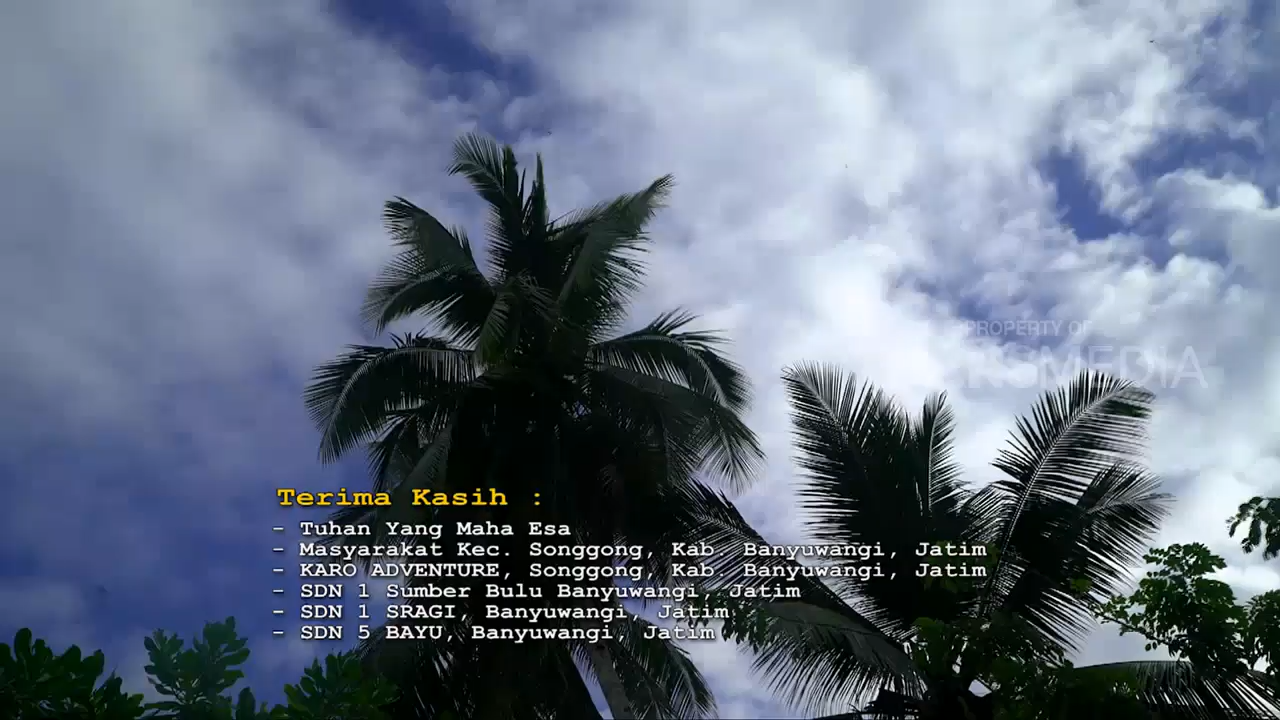 PROPERTY OF
Terima Kasih :
- Tuhan Yang Maha Esa
- Masyarakat Kec. Songgong, Kab. Banyuwangi, Jatim
- KARO ADVENTURE, Songgong, Kab. Banyuwangi, Jatim
- SDN 1 Sumber Bulu Banyuwangi, Jatim
- SDN 1 SRAGI, Banyuwangi, Jatim
- SDN 5 BAYU, Banyuwangi, Jatim